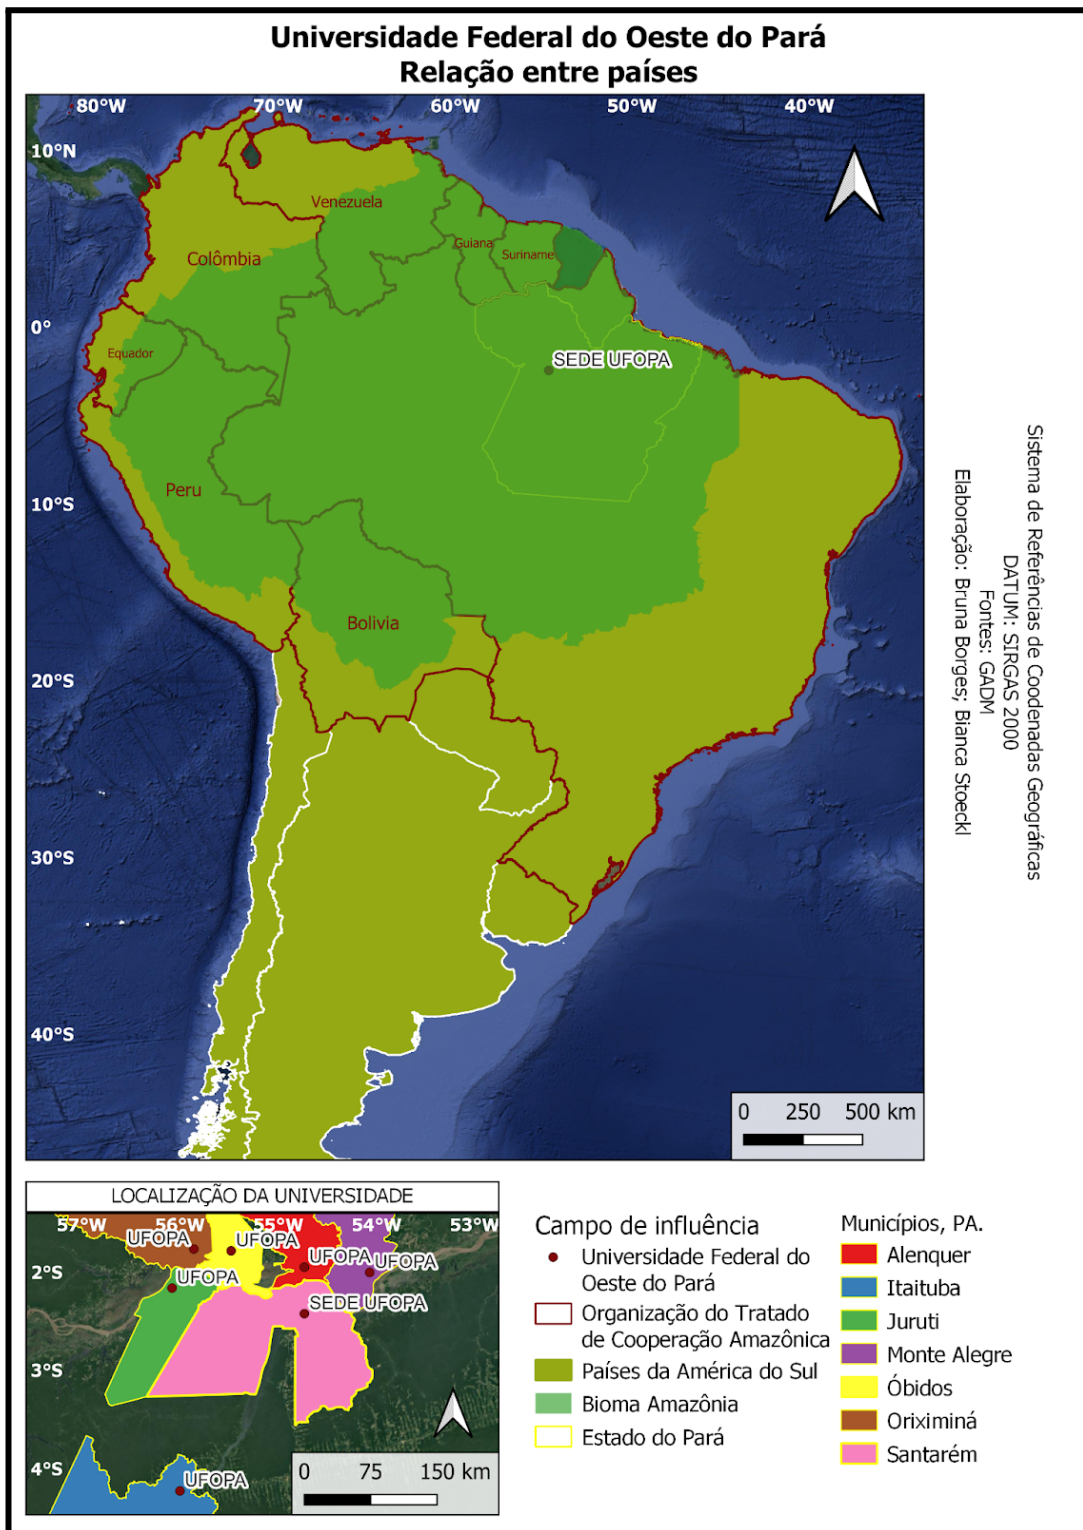 Universidade Federal do Oeste do Pará
Relação entre países
80°W 70°W 60°W 50°W 40°W
10°N
0°
10°S
20°S
30°S
40°S
Venezuela
Colômbia
Guiana
Suriname
Equador
SEDE UFOPA
Peru
Bolivia
0 250 500 km
Sistema de Referências de Coodenadas Geográficas
DATUM: SIRGAS 2000
Fontes: GADM
Elaboração: Bruna Borges; Bianca Stoeckl
LOCALIZAÇÃO DA UNIVERSIDADE
57°W 56°W 55°W 54°W 53°W
2°S
3°S
4°S
UFOPA
UFOPA
UFOPA
UFOPA
UFOPA
SEDE UFOPA
UFOPA
0 75 150 km
Campo de influência
Universidade Federal do
Oeste do Pará
Organização do Tratado
de Cooperação Amazônica
Países da América do Sul
Bioma Amazônia
Estado do Pará
Municípios, PA.
Alenquer
Itaituba
Juruti
Monte Alegre
Óbidos
Oriximiná
Santarém